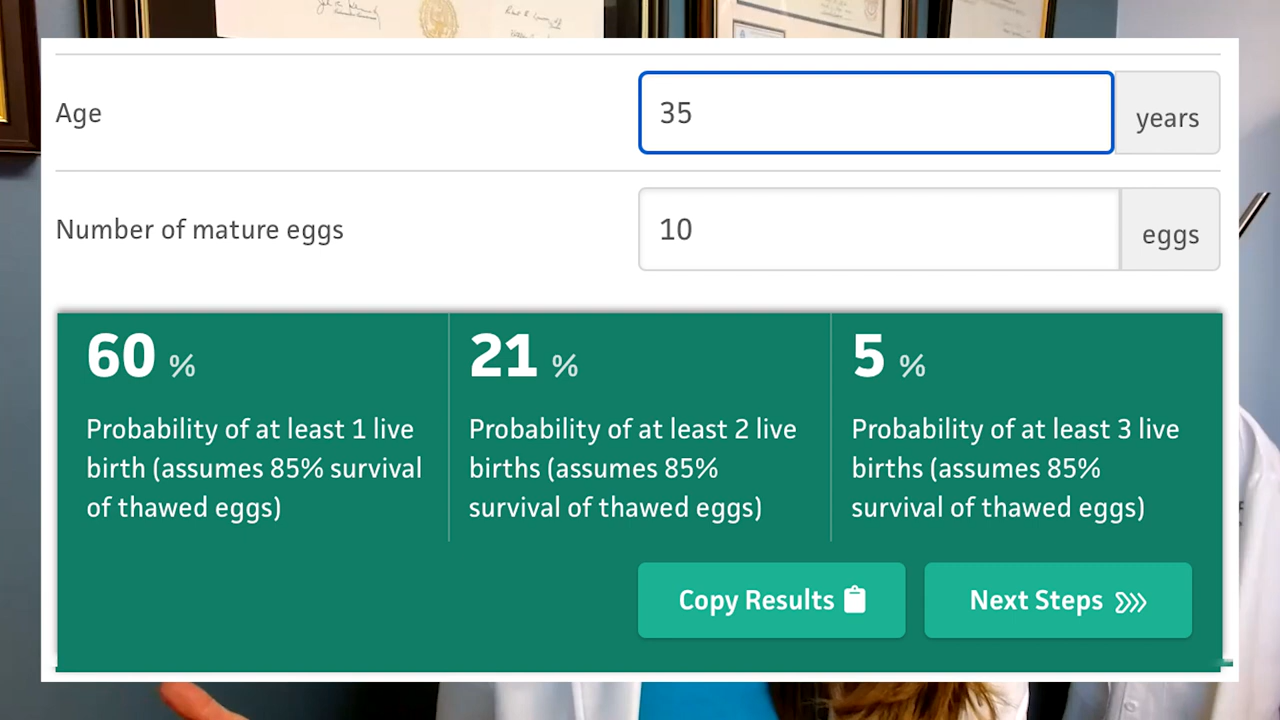 Age
35
years
Number of mature eggs
10
eggs
60 %
21 %
5 %
Probability of at least 1 live
birth (assumes 85% survival
of thawed eggs)
Probability of at least 2 live
births (assumes 85%
survival of thawed eggs)
Probability of at least 3 live
births (assumes 85%
survival of thawed eggs)
Copy Results
Next Steps